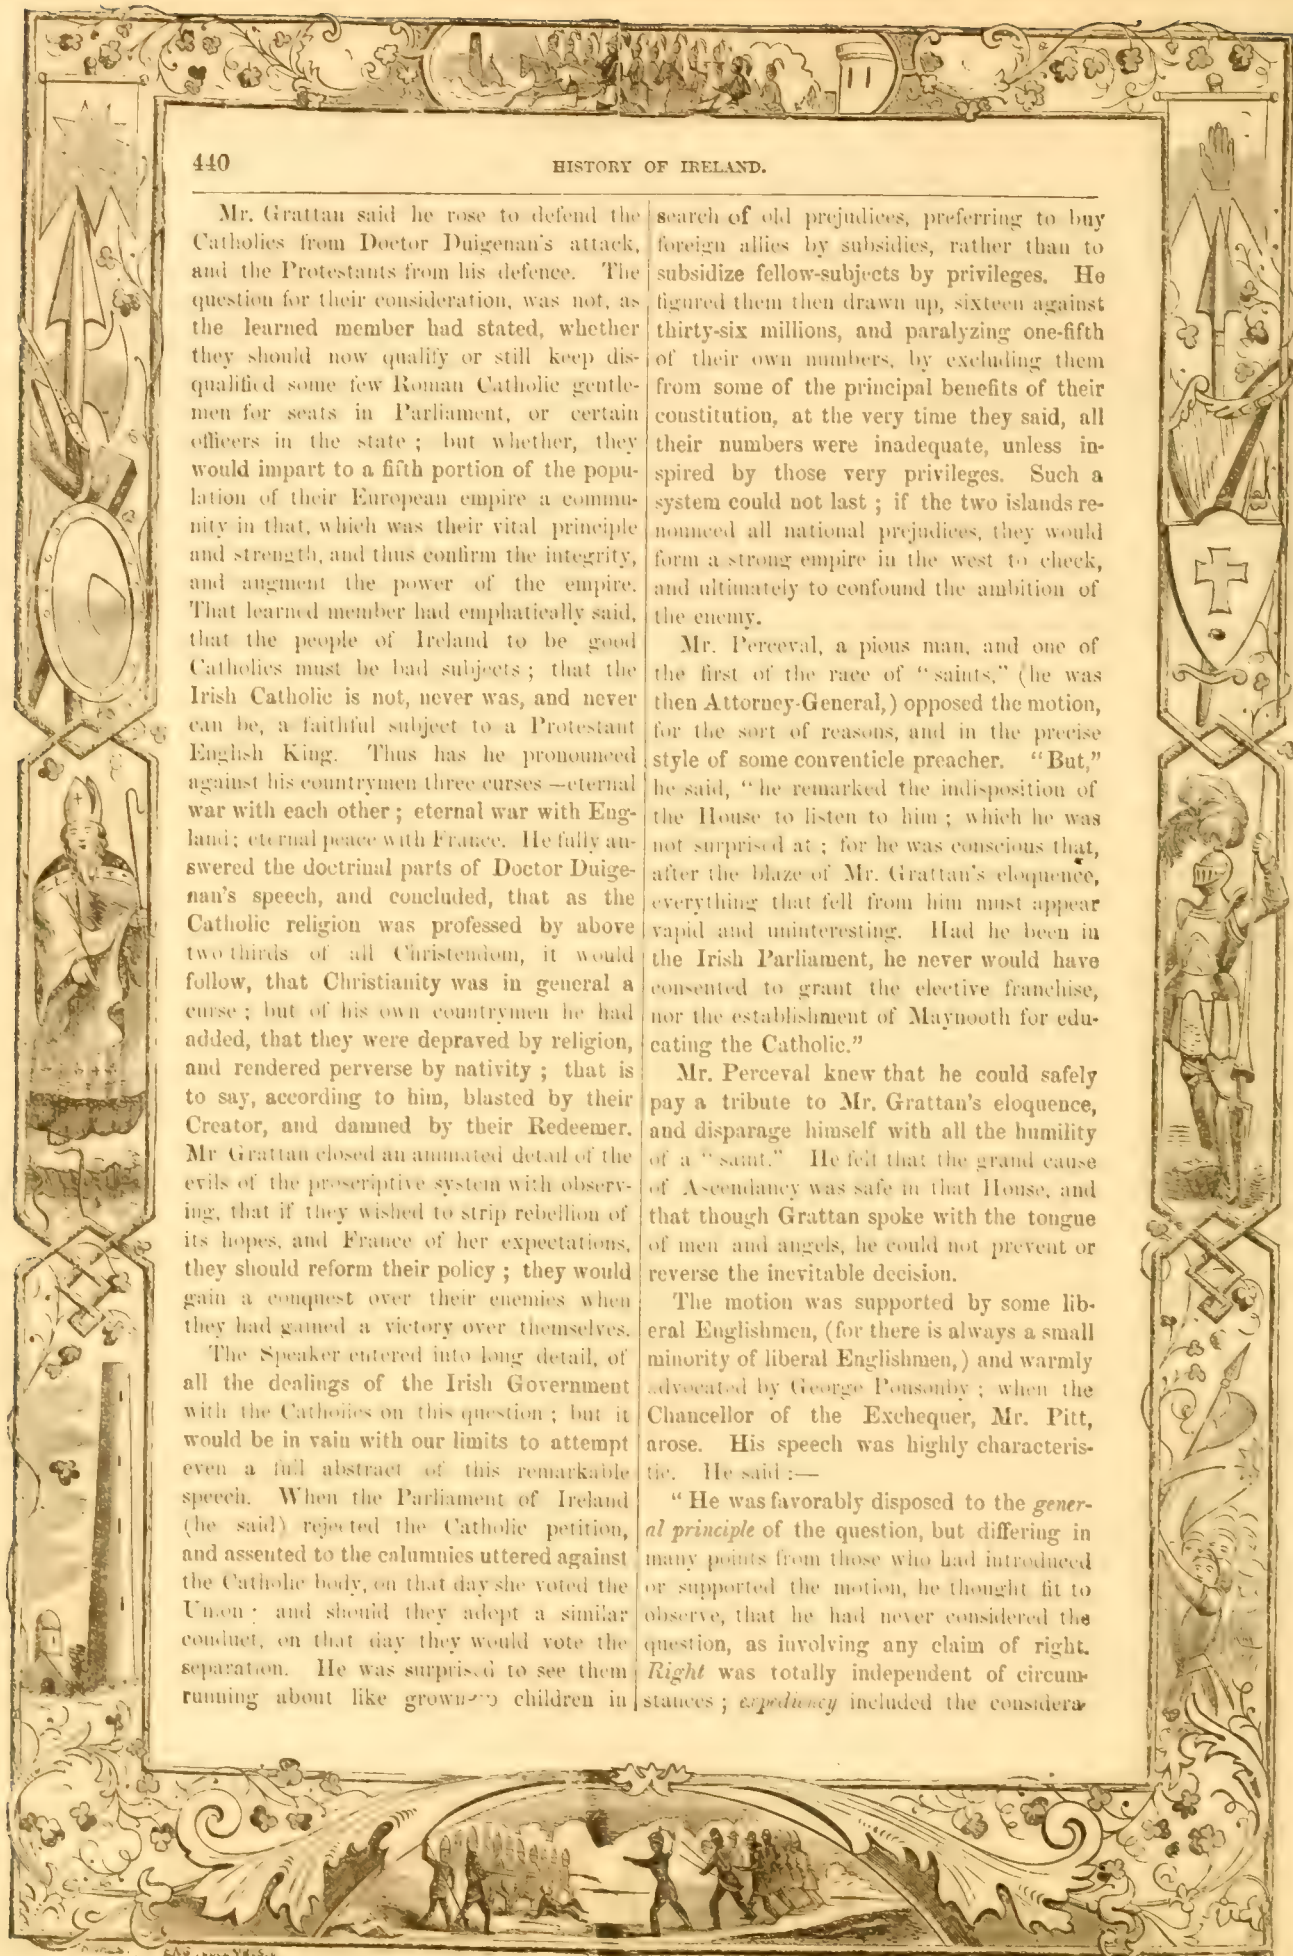 440
HISTORY OF IRELAND.
Mr. Grattan said he rose to defend the
Catholics from Doctor Duigenan's attack,
and the Protestants from his defence. The
question for their consideration, was not, as
the learned member had stated, whether
they should now qualify or still keep dis-
qualified some few Roman Catholic gentle-
men for seats in Parliament, or certain
officers in the state ; but whether, they
would impart to a fifth portion of the popu-
lation of their European empire a commu-
nity in that, which was their vital principle
and strength, and thus confirm the integrity,
and augment the power of the empire.
That learned member had emphatically said,
that the people of Ireland to be good
Catholics must be bad subjects ; that the
Irish Catholic is not, never was, and never
can be, a faithful subject to a Protestant
English King. Thus has he pronounced
against his countrymen three curses—eternal
war with each other ; eternal war with Eng-
land ; eternal peace with France. He fully an-
swered the doctrinal parts of Doctor Duige-
nan's speech, and concluded, that as the
Catholic religion was professed by above
two thirds of all Christendom, it would
follow, that Christianity was in general a
curse ; but of his own countrymen he had
added, that they were depraved by religion,
and rendered perverse by nativity ; that is
to say, according to him, blasted by their
Creator, and damned by their Redeemer.
Mr Grattan closed an animated detail of the
evils of the proscriptive system with observ-
ing, that if they wished to strip rebellion of
its hopes, and France of her expectations,
they should reform their policy ; they would
gain a conquest over their enemies when
they had gained a victory over themselves.
The Speaker entered into long detail, of
all the dealings of the Irish Government
with the Catholics on this question ; but it
would be in vain with our limits to attempt
even a full abstract of this remarkable
speech. When the Parliament of Ireland
(he said) rejected the Catholic petition,
and assented to the calumnies uttered against
the Catholic body, on that day she voted the
Union ; and should they adopt a similar
conduct, on that day they would vote the
separation. He was surprised to see them
running about like grown-up children in
search of old prejudices, preferring to buy
foreign allies by subsidies, rather than to
subsidize fellow-subjects by privileges. He
figured them then drawn up, sixteen against
thirty-six millions, and paralyzing one-fifth
of their own numbers, by excluding them
from some of the principal benefits of their
constitution, at the very time they said, all
their numbers were inadequate, unless in-
spired by those very privileges. Such a
system could not last ; if the two islands re-
nounced all national prejudices, they would
form a strong empire in the west to check,
and ultimately to confound the ambition of
the enemy.
Mr. Perceval, a pious man, and one of
the first of the race of "saints," (he was
then Attorney-General,) opposed the motion,
for the sort of reasons, and in the precise
style of some conventicle preacher. "But,"
he said, "he remarked the indisposition of
the House to listen to him ; which he was
not surprised at ; for he was conscious that,
after the blaze of Mr. Grattan's eloquence,
everything that fell from him must appear
vapid and uninteresting. Had he been in
the Irish Parliament, he never would have
consented to grant the elective franchise,
nor the establishment of Maynooth for edu-
cating the Catholic."
Mr. Perceval knew that he could safely
pay a tribute to Mr. Grattan's eloquence,
and disparage himself with all the humility
of a "saint." He felt that the grand cause
of Ascendancy was safe in that House, and
that though Grattan spoke with the tongue
of men and angels, he could not prevent or
reverse the inevitable decision.
The motion was supported by some lib-
eral Englishmen, (for there is always a small
minority of liberal Englishmen,) and warmly
advocated by George Ponsonby ; when the
Chancellor of the Exchequer, Mr. Pitt,
arose. His speech was highly characteris-
tic. He said :—
"He was favorably disposed to the gener-
al principle of the question, but differing in
many points from those who had introduced
or supported the motion, he thought fit to
observe, that he had never considered the
question, as involving any claim of right.
Right was totally independent of circum-
stances ; expediency included the considera-